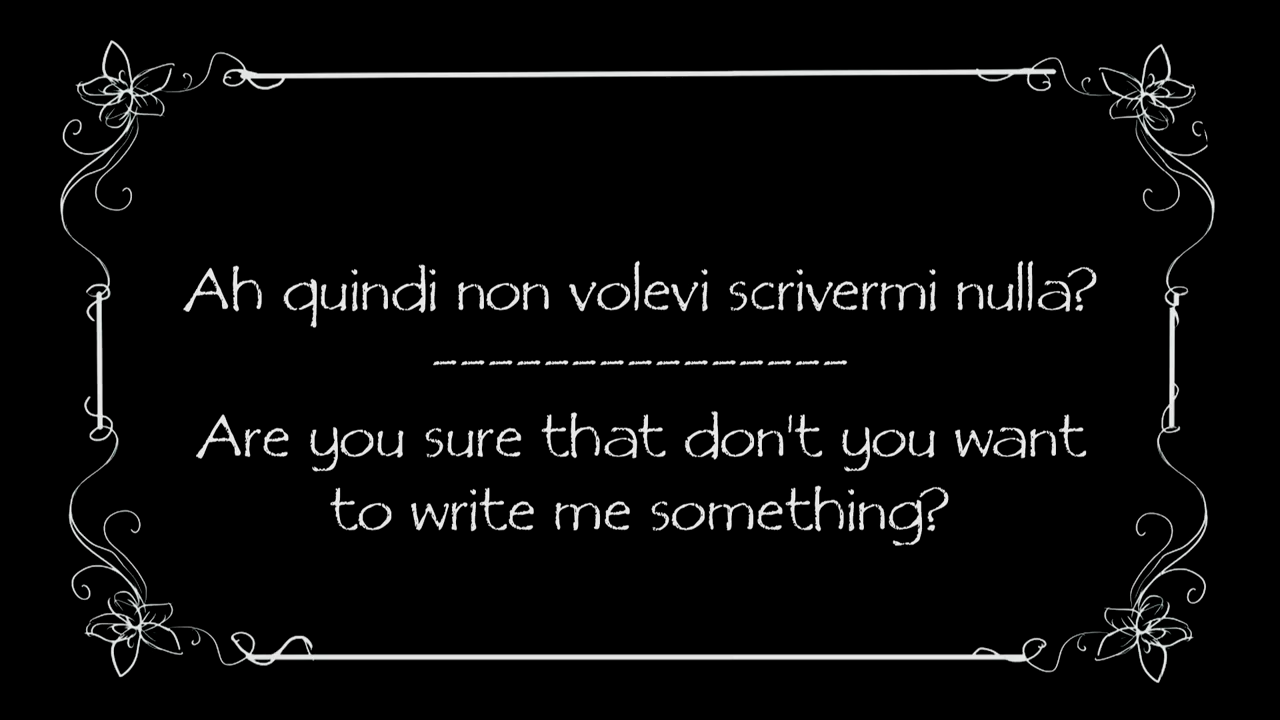 Ah quindi non volevi scrivermi nulla?
---------------
Are you sure that don't you want
to write me something?